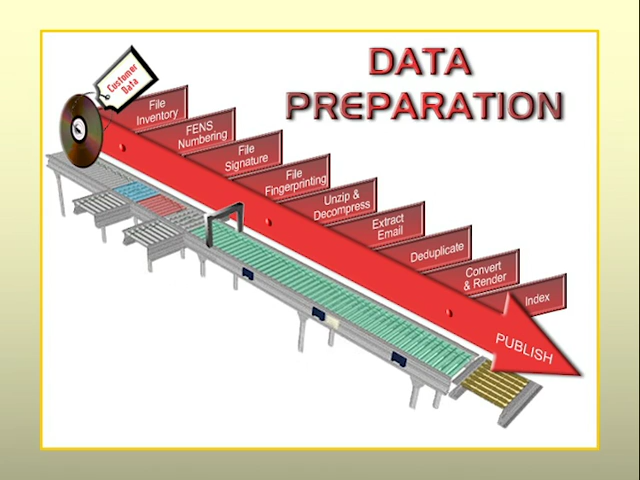 DATA
PREPARATION
Customer
Data
File
Inventory
FENS
Numbering
File
Signature
File
Fingerprinting
Unzip &
Decompress
Extract
Email
Deduplicate
Convert
& Render
Index
PUBLISH